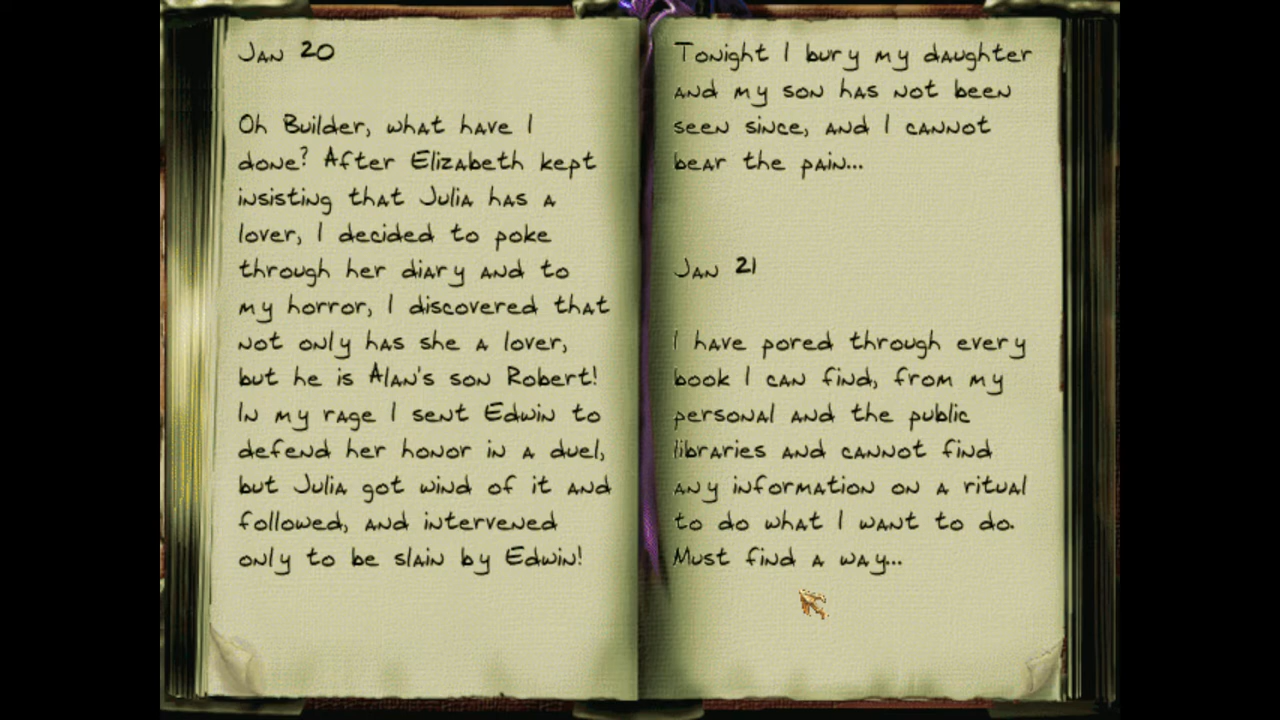 Jan 20
Oh Builder, what have I
done? After Elizabeth kept
insisting that Julia has a
lover, I decided to poke
through her diary and to
my horror, I discovered that
not only has she a lover,
but he is Alan's son Robert!
In my rage I sent Edwin to
defend her honor in a duel,
but Julia got wind of it and
followed, and intervened
only to be slain by Edwin!
Tonight I bury my daughter
and my son has not been
seen since, and I cannot
bear the pain...
Jan 21
I have pored through every
book I can find, from my
personal and the public
libraries and cannot find
any information on a ritual
to do what I want to do.
Must find a way...